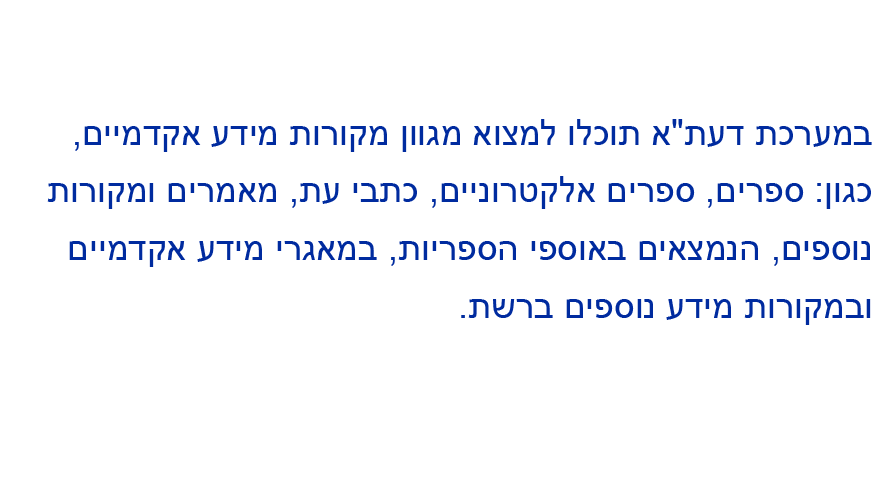 במערכת דעת"א תוכלו למצוא מגוון מקורות מידע אקדמיים,
כגון: ספרים, ספרים אלקטרוניים, כתבי עת, מאמרים ומקורות
נוספים, הנמצאים באוספי הספריות, במאגרי מידע אקדמיים
ובמקורות מידע נוספים ברשת.